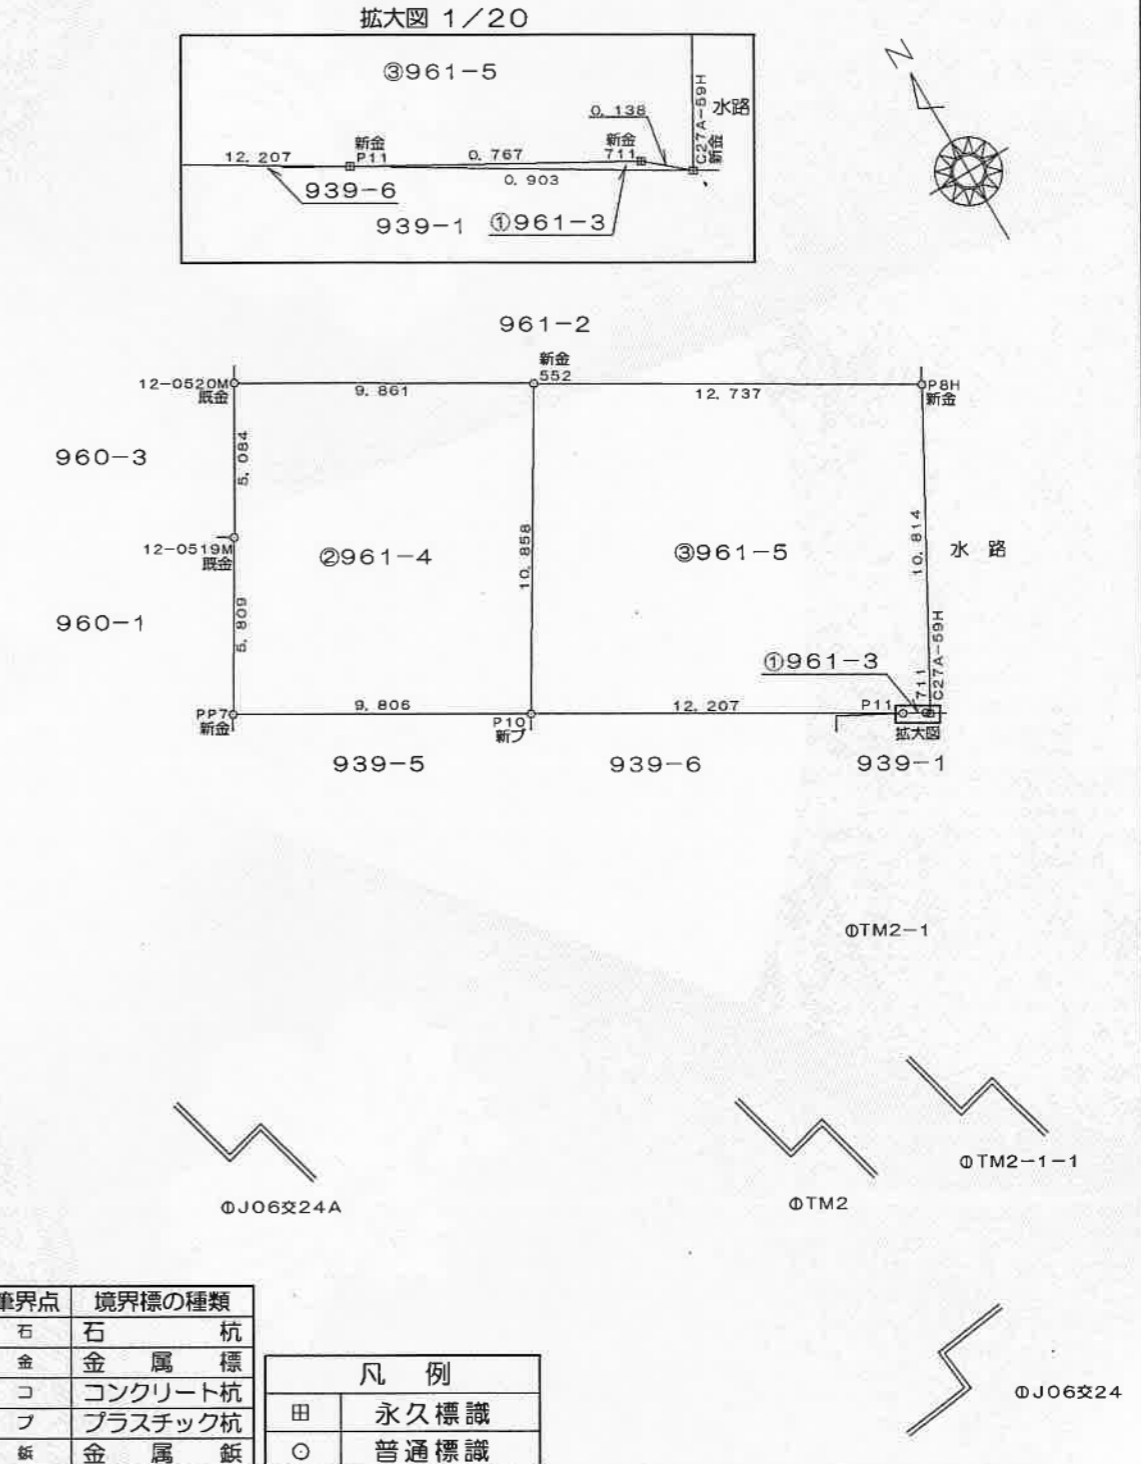 拡大図 1/20
③961-5
0.138
C27A-59H
新金
水路
新金
P11
新金
711
12.207
0.767
0.903
939-6
939-1
①961-3
N
961-2
新金
552
12-0520M
既金
9.861
12.737
P8H
新金
960-3
5.084
12-0519M
既金
②961-4
10.858
③961-5
10.814
水路
960-1
5.809
①961-3
711
C27A-59H
PP7
新金
9.806
P10
新プ
12.207
P11
拡大図
939-5
939-6
939-1
TM2-1
TM2-1-1
J06交24A
TM2
筆界点 境界標の種類
石 石杭
金 金属標
コ コンクリート杭
プ プラスチック杭
鋲 金属鋲
凡例
永久標識
普通標識
J06交24